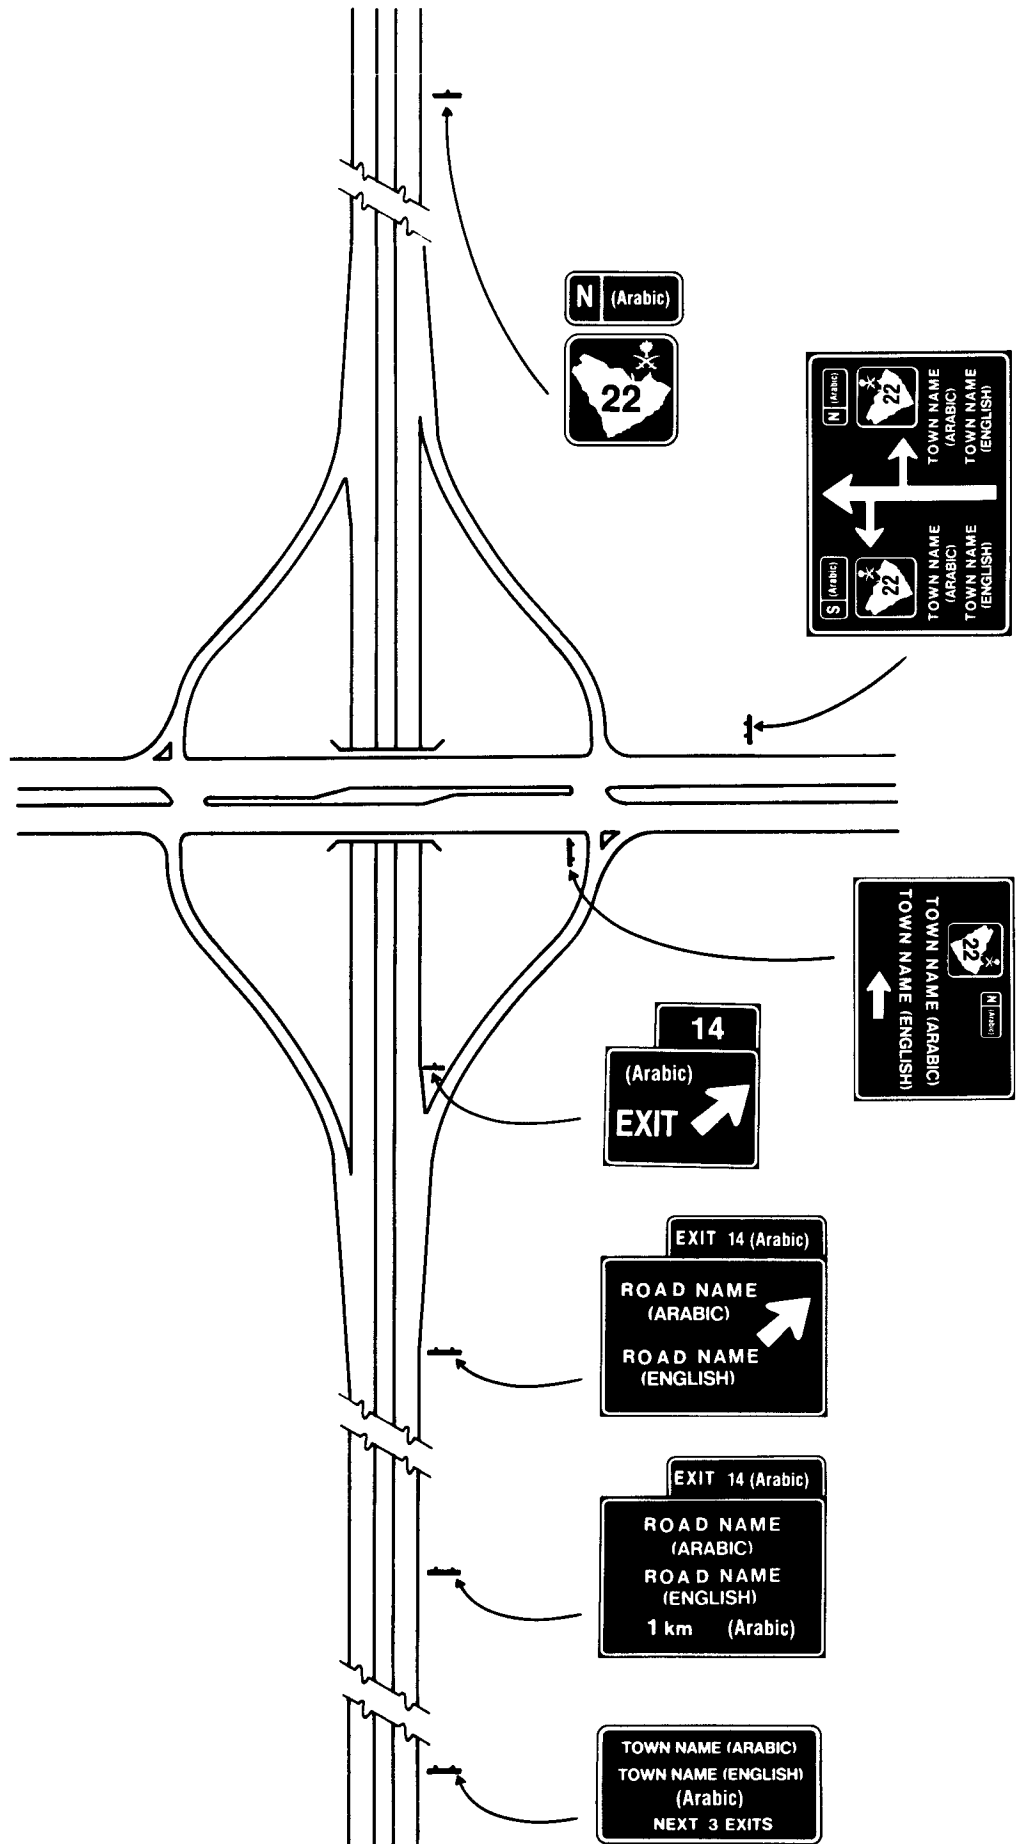 N (Arabic)
22
N (Arabic)
22
TOWN NAME
(ARABIC)
TOWN NAME
(ENGLISH)
S (Arabic)
22
TOWN NAME
(ARABIC)
TOWN NAME
(ENGLISH)
22
N (Arabic)
TOWN NAME (ARABIC)
TOWN NAME (ENGLISH)
14
(Arabic)
EXIT
EXIT 14 (Arabic)
ROAD NAME
(ARABIC)
ROAD NAME
(ENGLISH)
EXIT 14 (Arabic)
ROAD NAME
(ARABIC)
ROAD NAME
(ENGLISH)
1 km (Arabic)
TOWN NAME (ARABIC)
TOWN NAME (ENGLISH)
(Arabic)
NEXT 3 EXITS